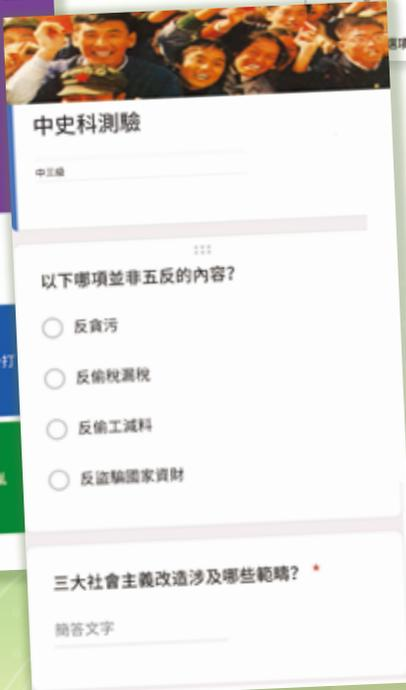 中史科測驗
中三級
以下哪項並非五反的內容？
反貪污
反偷稅漏稅
反偷工減料
反盜騙國家資財
三大社會主義改造涉及哪些範疇？ *
簡答文字
打